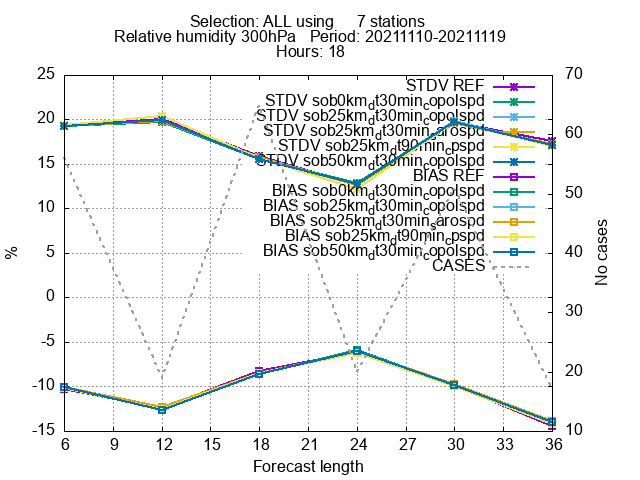 Selection: ALL using 7 stations
Relative humidity 300hPa Period: 20211110-20211119
Hours: 18
25
20
15
10
5
0
-5
-10
-15
%
70
60
50
40
30
20
10
No cases
STDV REF
STDV sob0km_dt30min_copolspd
STDV sob25km_dt30min_copolspd
STDV sob25km_dt30min_sarospd
STDV sob25km_dt90min_cpspd
STDV sob50km_dt30min_copolspd
BIAS REF
BIAS sob0km_dt30min_copolspd
BIAS sob25km_dt30min_copolspd
BIAS sob25km_dt30min_sarospd
BIAS sob25km_dt90min_cpspd
BIAS sob50km_dt30min_copolspd
CASES
6 9 12 15 18 21 24 27 30 33 36
Forecast length